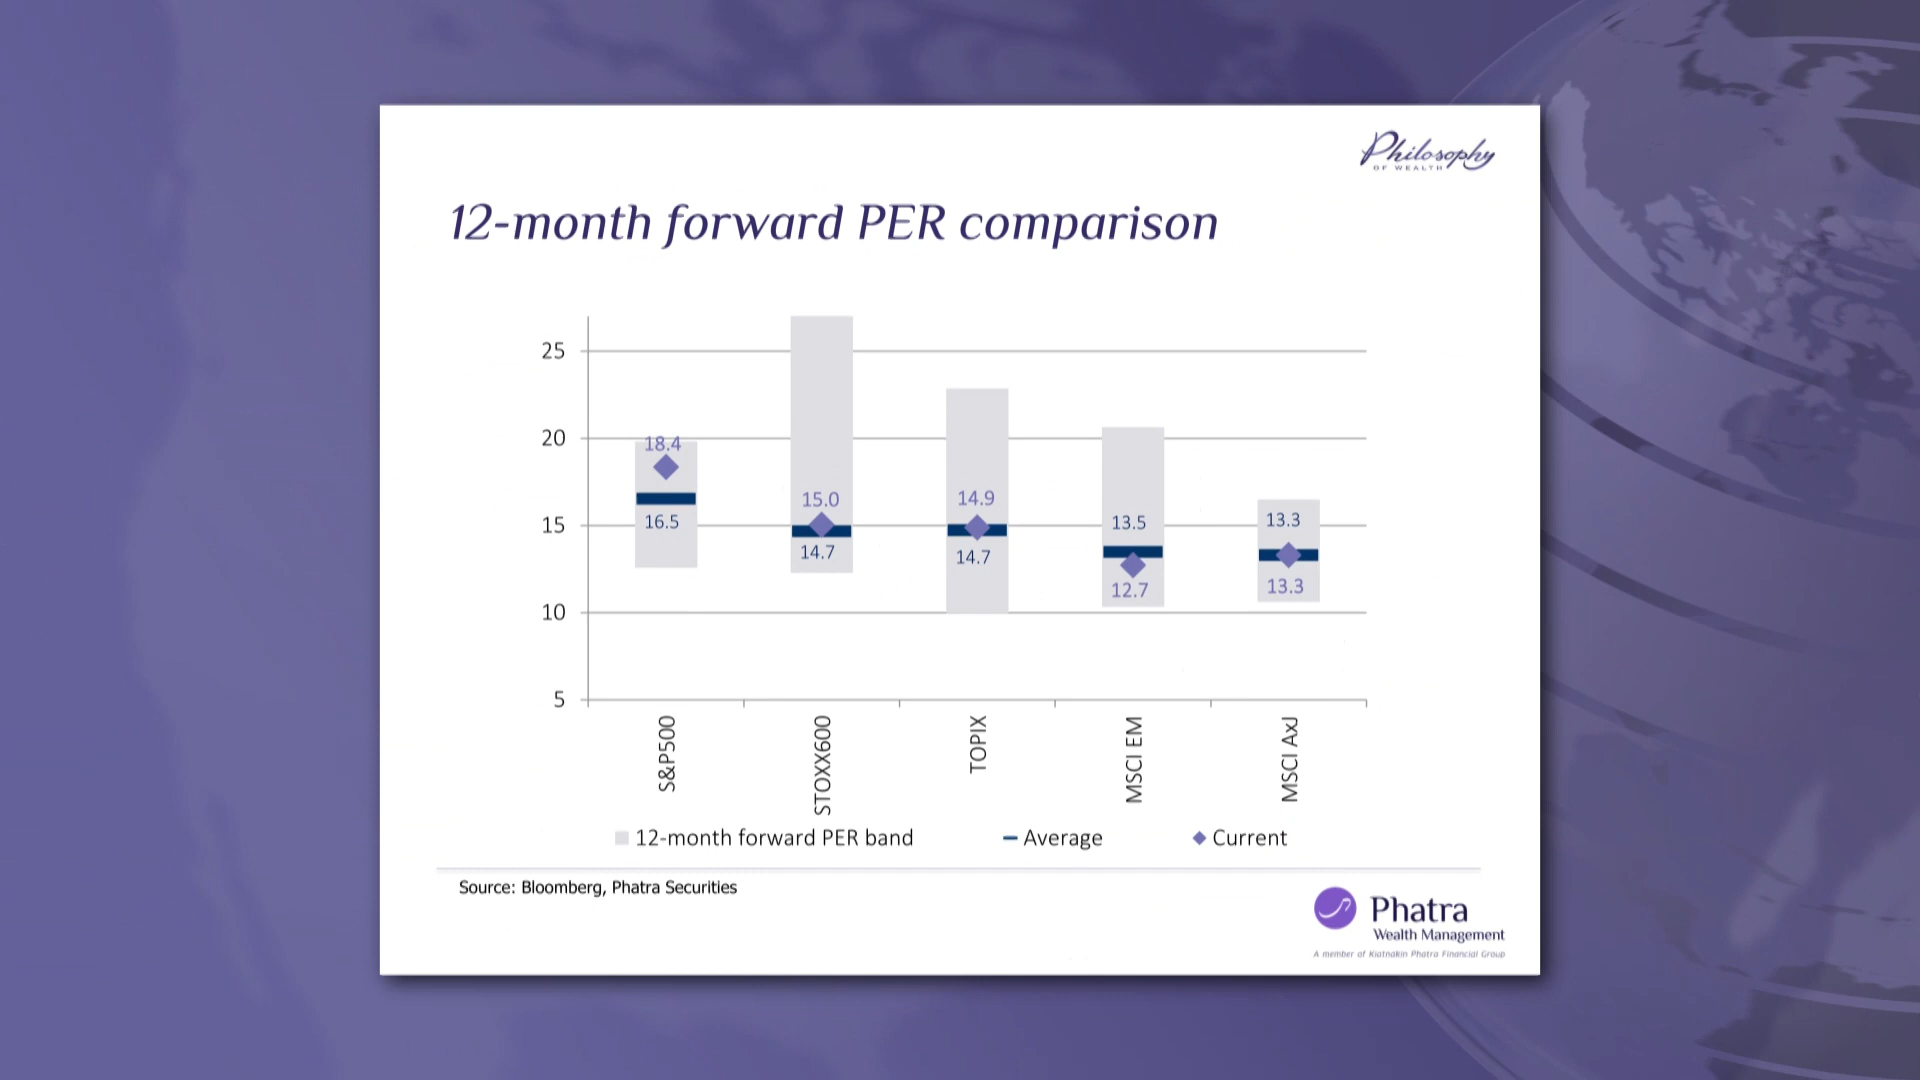 Philosophy
OF WEALTH
12-month forward PER comparison
25
20
15
10
5
18.4
16.5
15.0
14.7
14.9
14.7
13.5
12.7
13.3
13.3
S&P500
STOXX600
TOPIX
MSCI EM
MSCI AxJ
12-month forward PER band
Average
Current
Source: Bloomberg, Phatra Securities
Phatra
Wealth Management
A member of Kiatnakin Phatra Financial Group